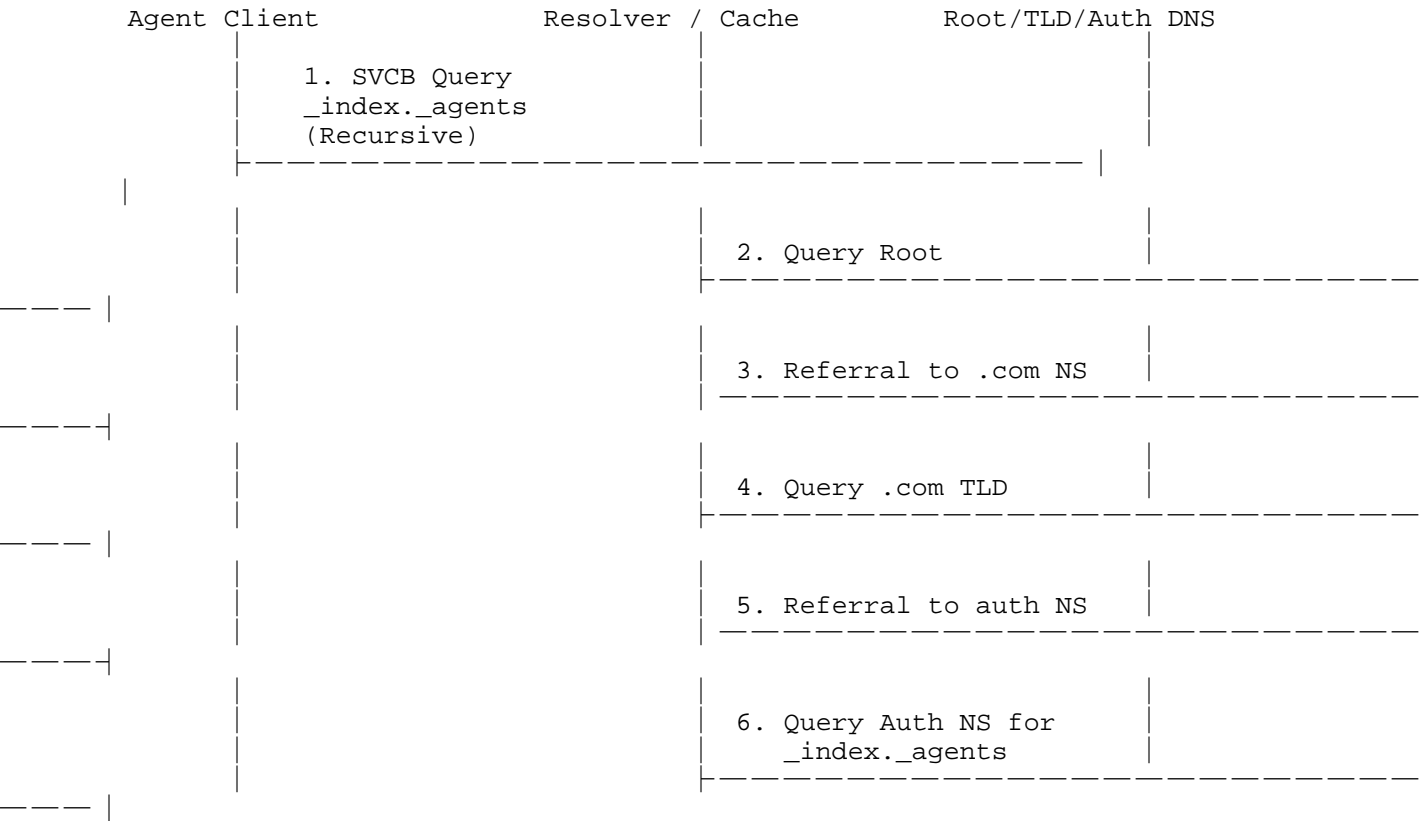 Agent Client Resolver / Cache Root/TLD/Auth DNS
1. SVCB Query
_index._agents
(Recursive)
2. Query Root
3. Referral to .com NS
4. Query .com TLD
5. Referral to auth NS
6. Query Auth NS for
_index._agents